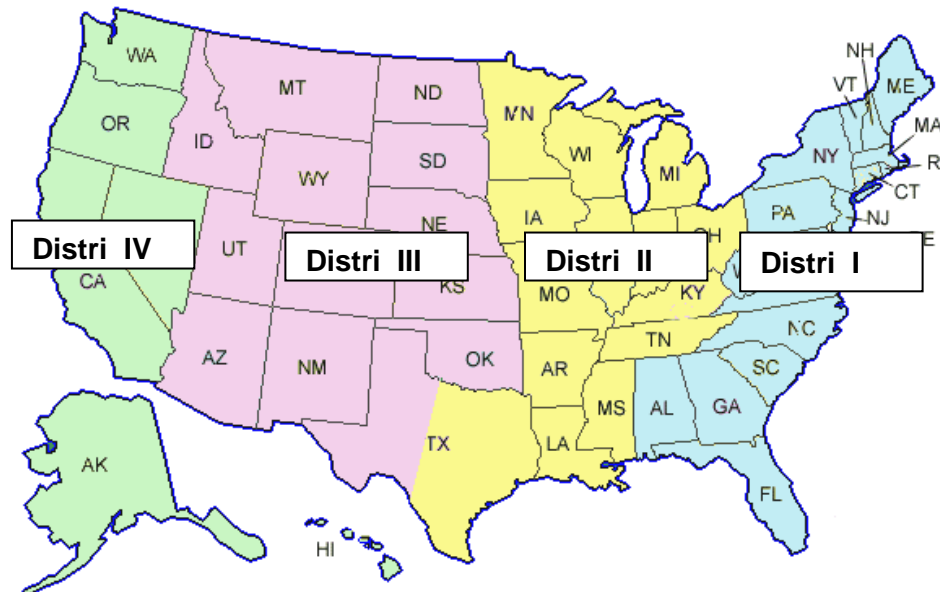 NH
WA
VT
ME
MT
ND
MN
OR
MA
ID
WI
NY
SD
R
WY
MI
CT
IA
PA
NE
NJ
OH
E
Distri IV
UT
Distri III
Distri II
Distri I
CA
KS
MO
KY
NC
TN
AZ
NM
OK
AR
SC
MS
AL
GA
TX
LA
AK
FL
HI